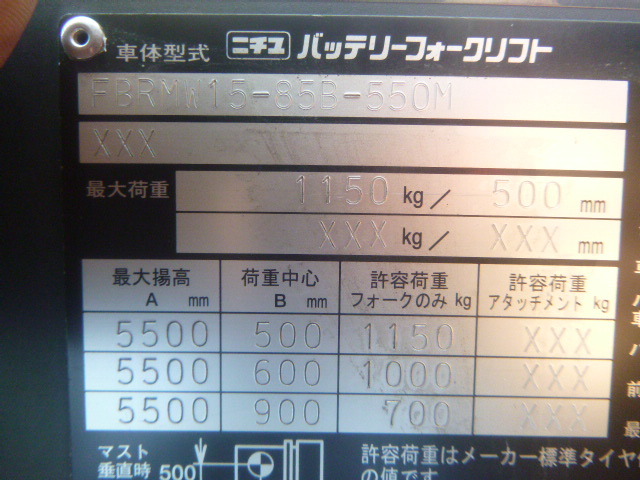 車体型式 ニチユ バッテリーフォークリフト
FBRMW15-85B-550M
XXX
最大荷重 1150 kg/ 500 mm
XXX kg/ XXX mm
最大揚高 A mm 荷重中心 B mm 許容荷重 フォークのみ kg 許容荷重 アタッチメント kg
5500 500 1150 XXX
5500 600 1000 XXX
5500 900 700 XXX
マスト 垂直時 500
許容荷重はメーカー標準タイヤ
の値です
前
最